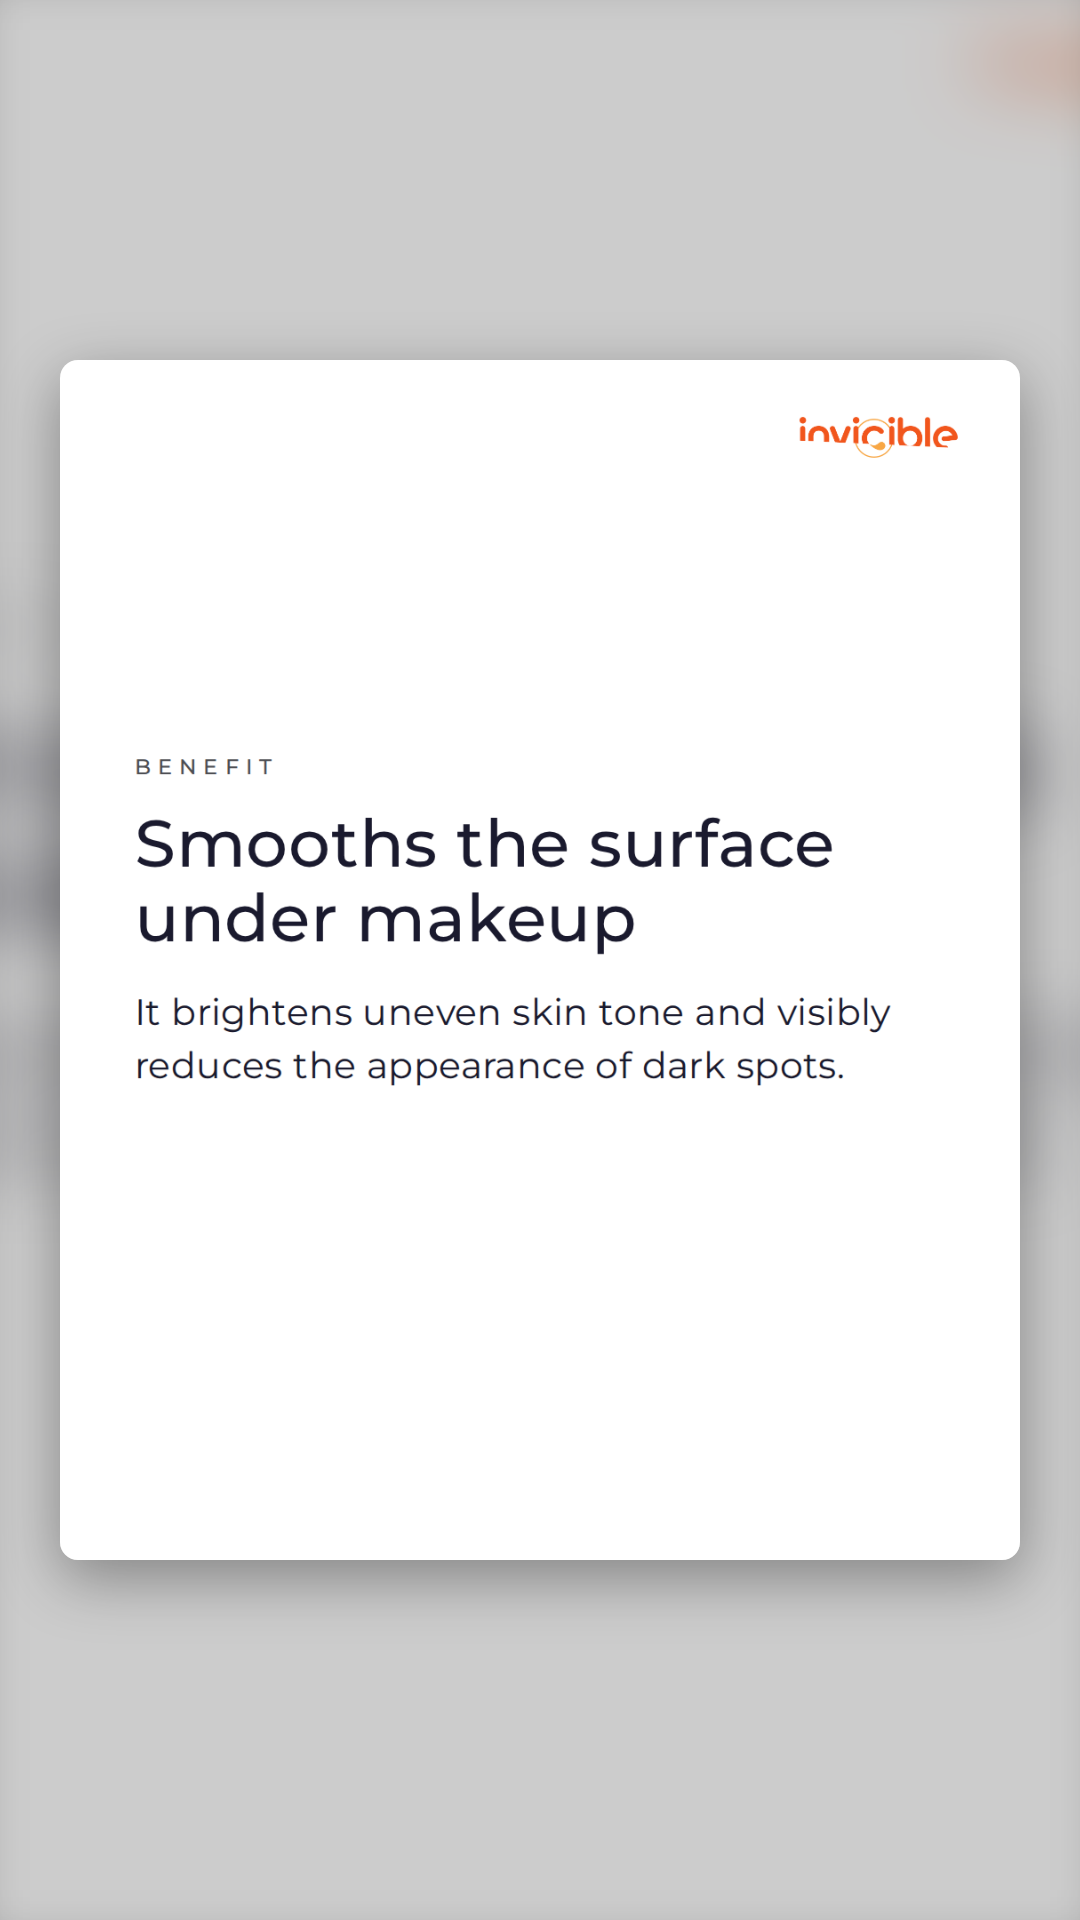 invicible
BENEFIT
Smooths the surface
under makeup
It brightens uneven skin tone and visibly
reduces the appearance of dark spots.